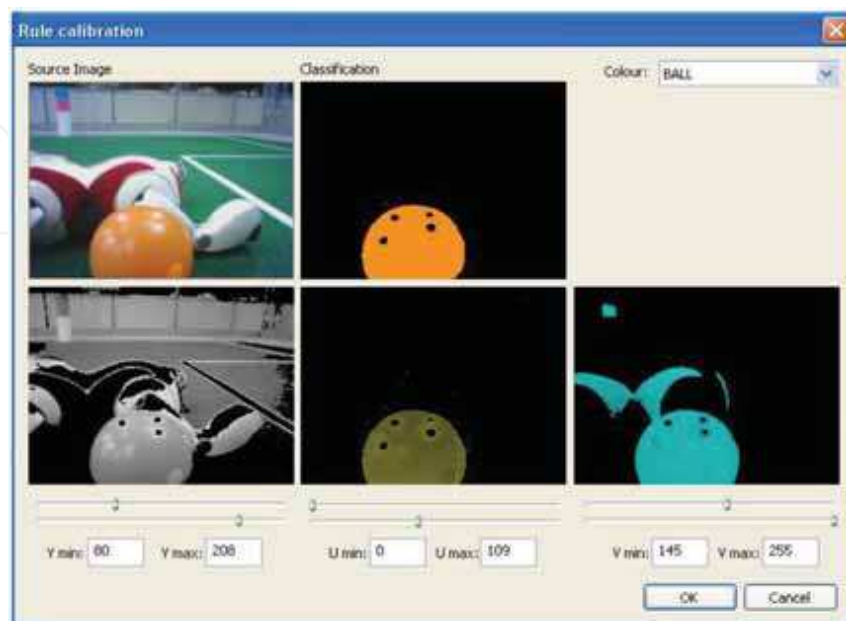 Rule calibration
Source Image Classification Colour: BALL
Y min: 80 Y max: 208 U min: 0 U max: 109 V min: 145 V max: 255
OK Cancel